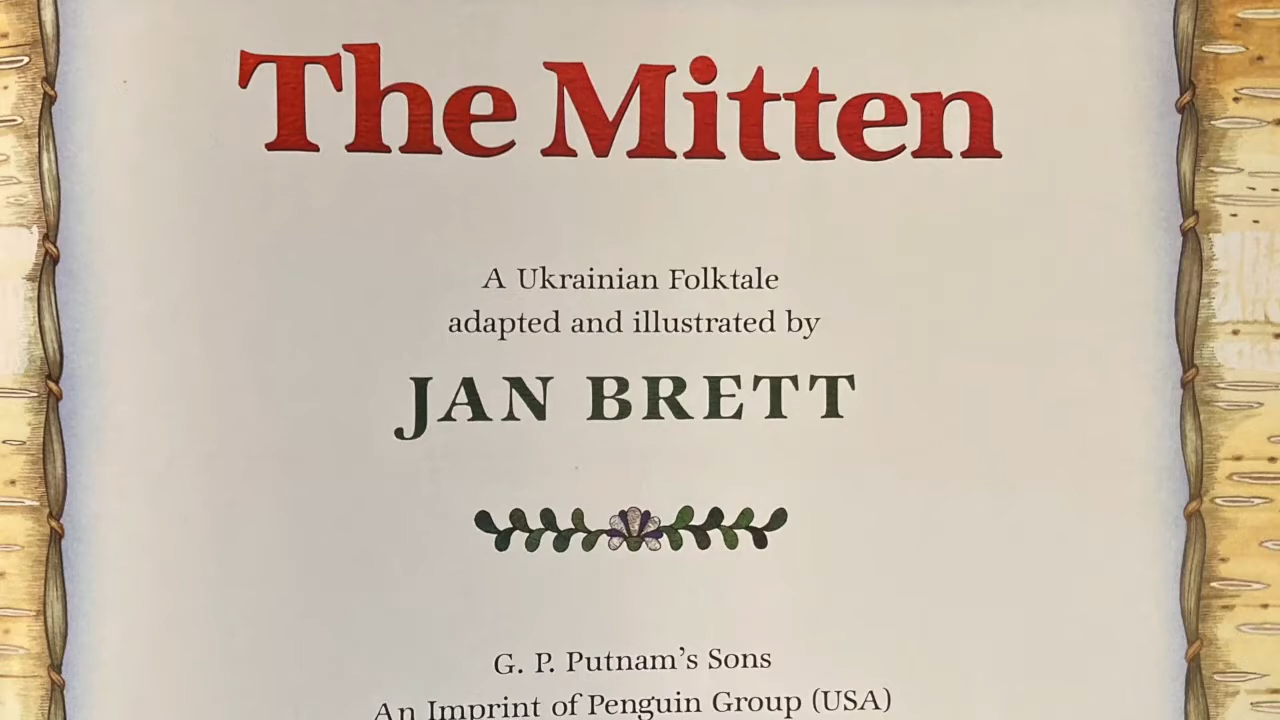 The Mitten
A Ukrainian Folktale
adapted and illustrated by
JAN BRETT
G. P. Putnam's Sons
An Imprint of Penguin Group (USA)